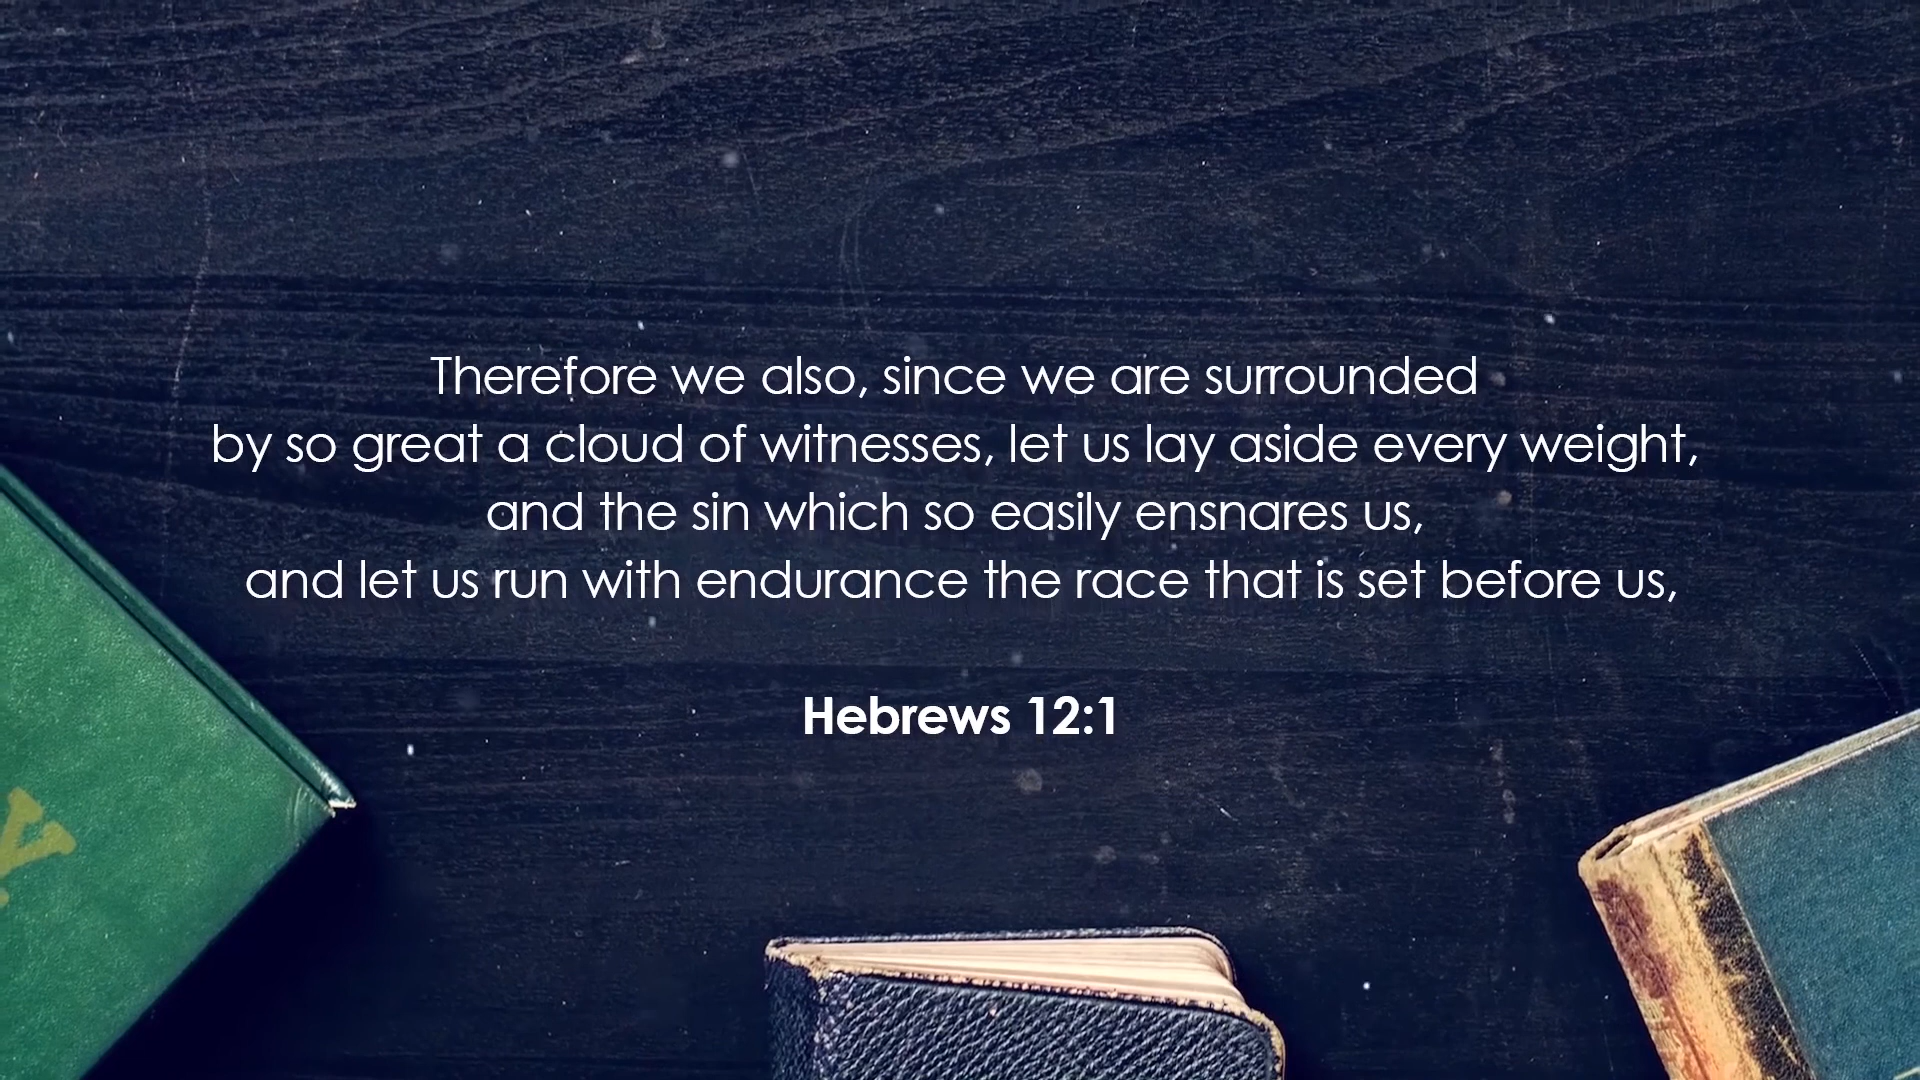 Therefore we also, since we are surrounded
by so great a cloud of witnesses, let us lay aside every weight,
and the sin which so easily ensnares us,
and let us run with endurance the race that is set before us,
Hebrews 12:1
Y